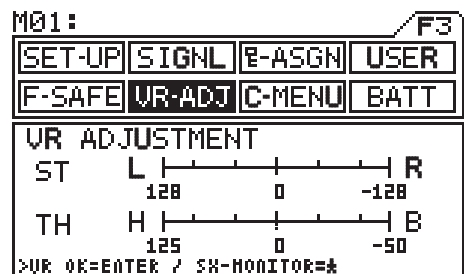 M01: F3
SET-UP SIGNL E-ASGN USER
F-SAFE VR-ADJ C-MENU BATT
VR ADJUSTMENT
ST L R
128 0 -128
TH H B
125 0 -50
>VR OK=ENTER / SX-MONITOR=